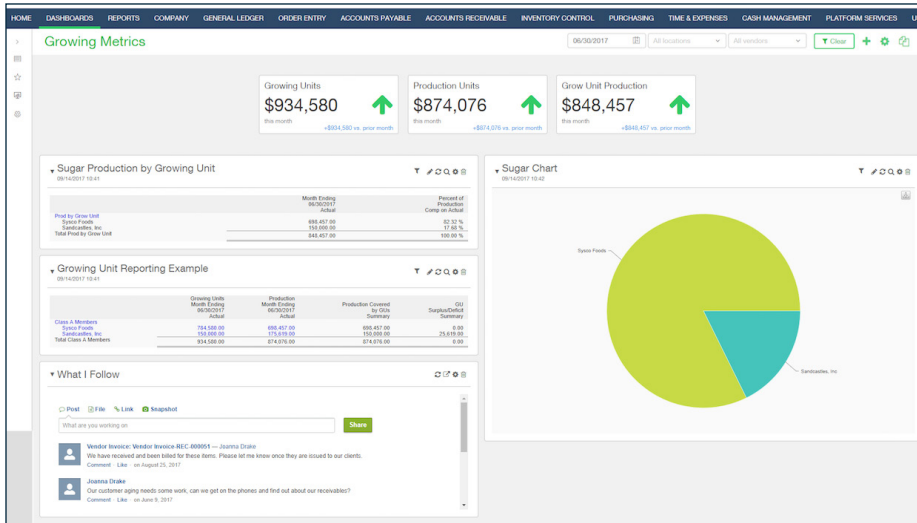 HOME DASHBOARDS REPORTS COMPANY GENERAL LEDGER ORDER ENTRY ACCOUNTS PAYABLE ACCOUNTS RECEIVABLE INVENTORY CONTROL PURCHASING TIME & EXPENSES CASH MANAGEMENT PLATFORM SERVICES U
Growing Metrics
06/30/2017 All locations All vendors Clear
Growing Units
$934,580
this month
+$934,580 vs. prior month
Production Units
$874,076
this month
+$874,076 vs. prior month
Grow Unit Production
$848,457
this month
+$848,457 vs. prior month
Sugar Production by Growing Unit
09/14/2017 10:41
Month Ending Percent of
06/30/2017 Production
Actual Comp on Actual
Prod by Grow Unit
Sysco Foods 698,457.00 82.32 %
Sandcastles, Inc 150,000.00 17.68 %
Total Prod by Grow Unit 848,457.00 100.00 %
Growing Unit Reporting Example
09/14/2017 10:41
Growing Units Production
Month Ending Month Ending Production Covered GU
06/30/2017 06/30/2017 by GUs Surplus/Deficit
Actual Actual Summary Summary
Class A Members
Sysco Foods 784,580.00 698,457.00 698,457.00 0.00
Sandcastles, Inc 150,000.00 175,619.00 150,000.00 25,619.00
Total Class A Members 934,580.00 874,076.00 874,076.00 0.00
What I Follow
Post File Link Snapshot
What are you working on
Share
Vendor Invoice: Vendor Invoice-REC-000051 — Joanna Drake
We have received and been billed for these items. Please let me know once they are issued to our clients.
Comment · Like · on August 25, 2017
Joanna Drake
Our customer aging needs some work, can we get on the phones and find out about our receivables?
Comment · Like · on June 9, 2017
Sugar Chart
09/14/2017 10:42
Sysco Foods
Sandcastles, Inc